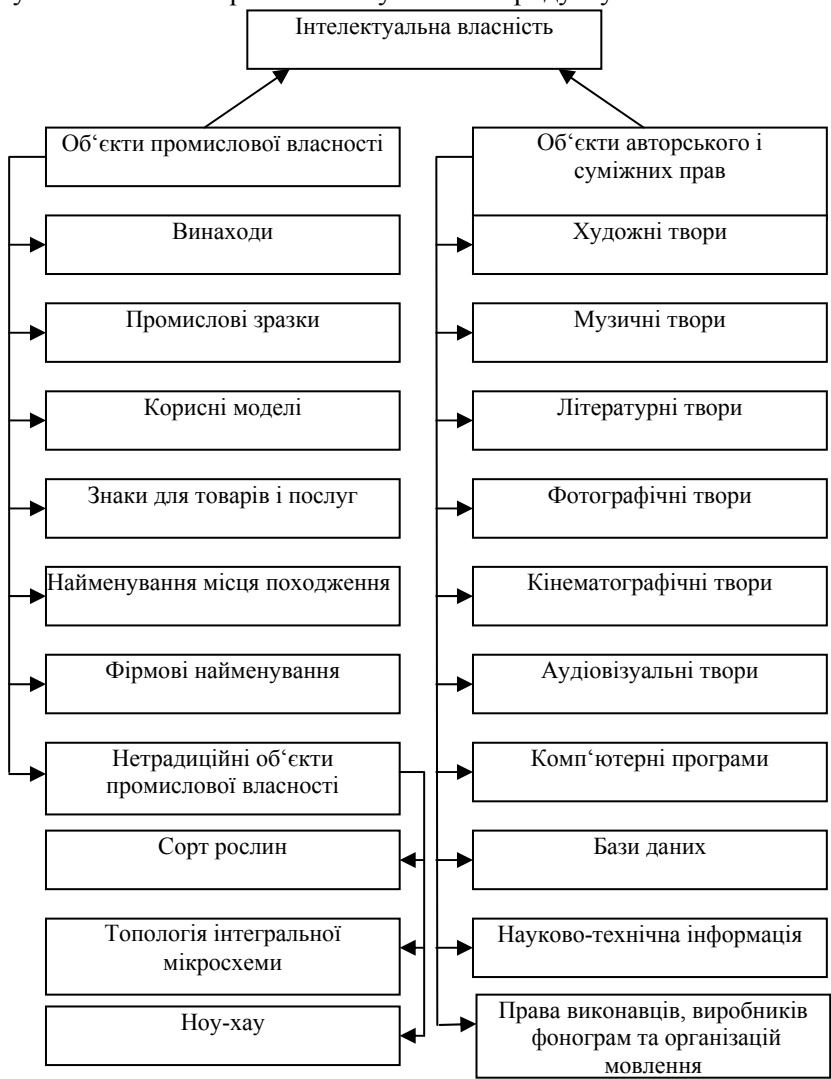 Інтелектуальна власність
Об‘єкти промислової власності
Винаходи
Промислові зразки
Корисні моделі
Знаки для товарів і послуг
Найменування місця походження
Фірмові найменування
Нетрадиційні об‘єкти
промислової власності
Сорт рослин
Топологія інтегральної
мікросхеми
Ноу-хау
Об‘єкти авторського і
суміжних прав
Художні твори
Музичні твори
Літературні твори
Фотографічні твори
Кінематографічні твори
Аудіовізуальні твори
Комп‘ютерні програми
Бази даних
Науково-технічна інформація
Права виконавців, виробників
фонограм та організацій
мовлення